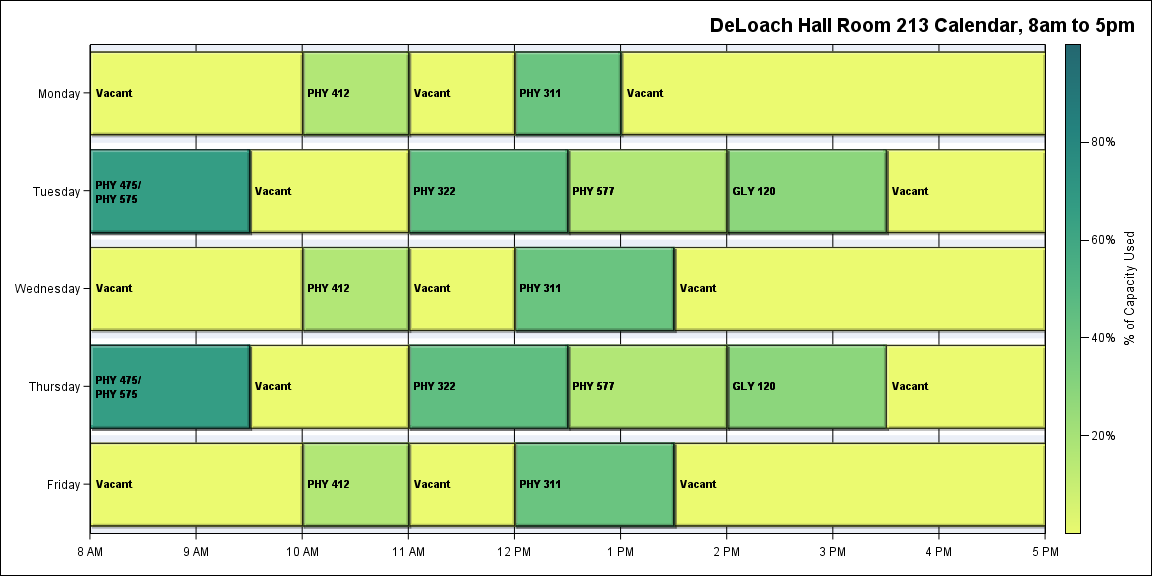 DeLoach Hall Room 213 Calendar, 8am to 5pm
Monday
Vacant
PHY 412
Vacant
PHY 311
Vacant
Tuesday
PHY 475/
PHY 575
Vacant
PHY 322
PHY 577
GLY 120
Vacant
Wednesday
Vacant
PHY 412
Vacant
PHY 311
Vacant
Thursday
PHY 475/
PHY 575
Vacant
PHY 322
PHY 577
GLY 120
Vacant
Friday
Vacant
PHY 412
Vacant
PHY 311
Vacant
8 AM
9 AM
10 AM
11 AM
12 PM
1 PM
2 PM
3 PM
4 PM
5 PM
80%
60%
40%
20%
% of Capacity Used